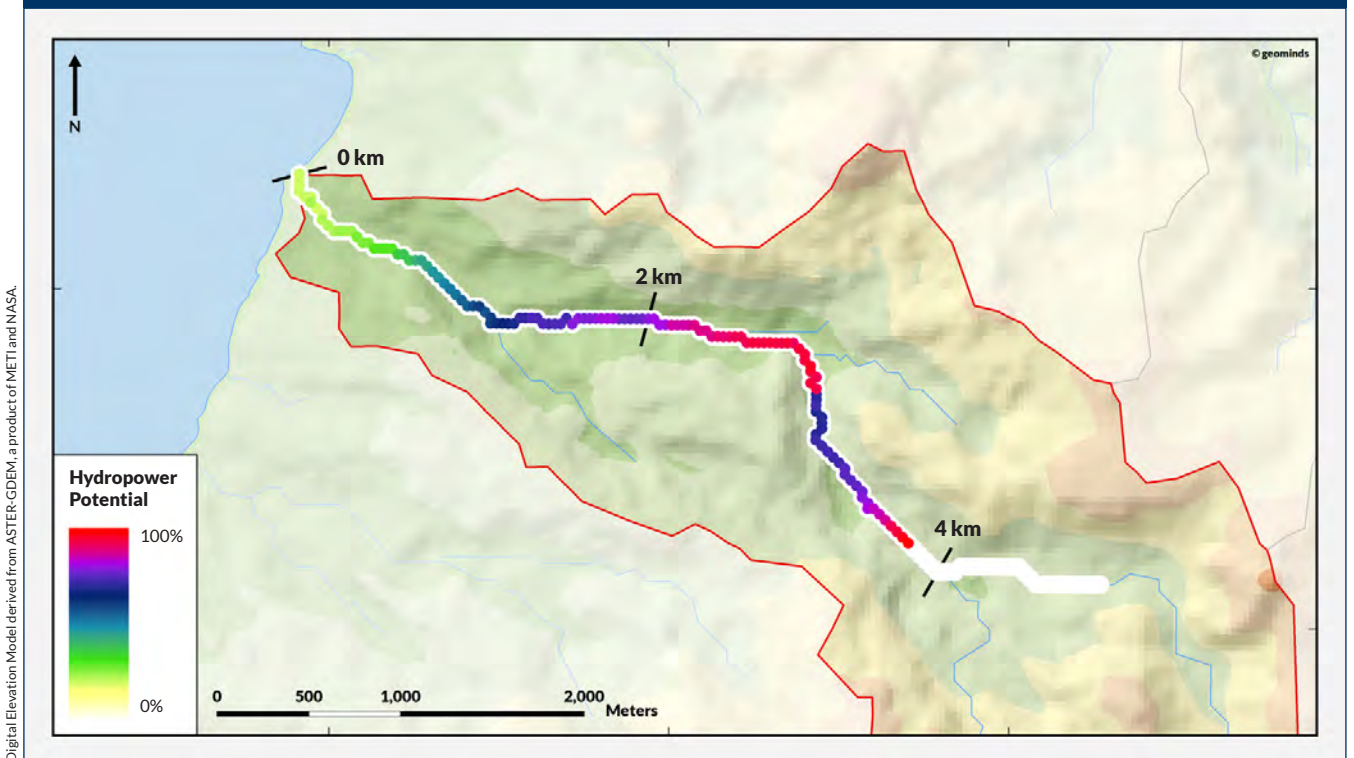 © geominds
N
0 km
2 km
4 km
Hydropower
Potential
100%
0%
0 500 1,000 2,000
Meters
Digital Elevation Model derived from ASTER-GDEM, a product of METI and NASA.